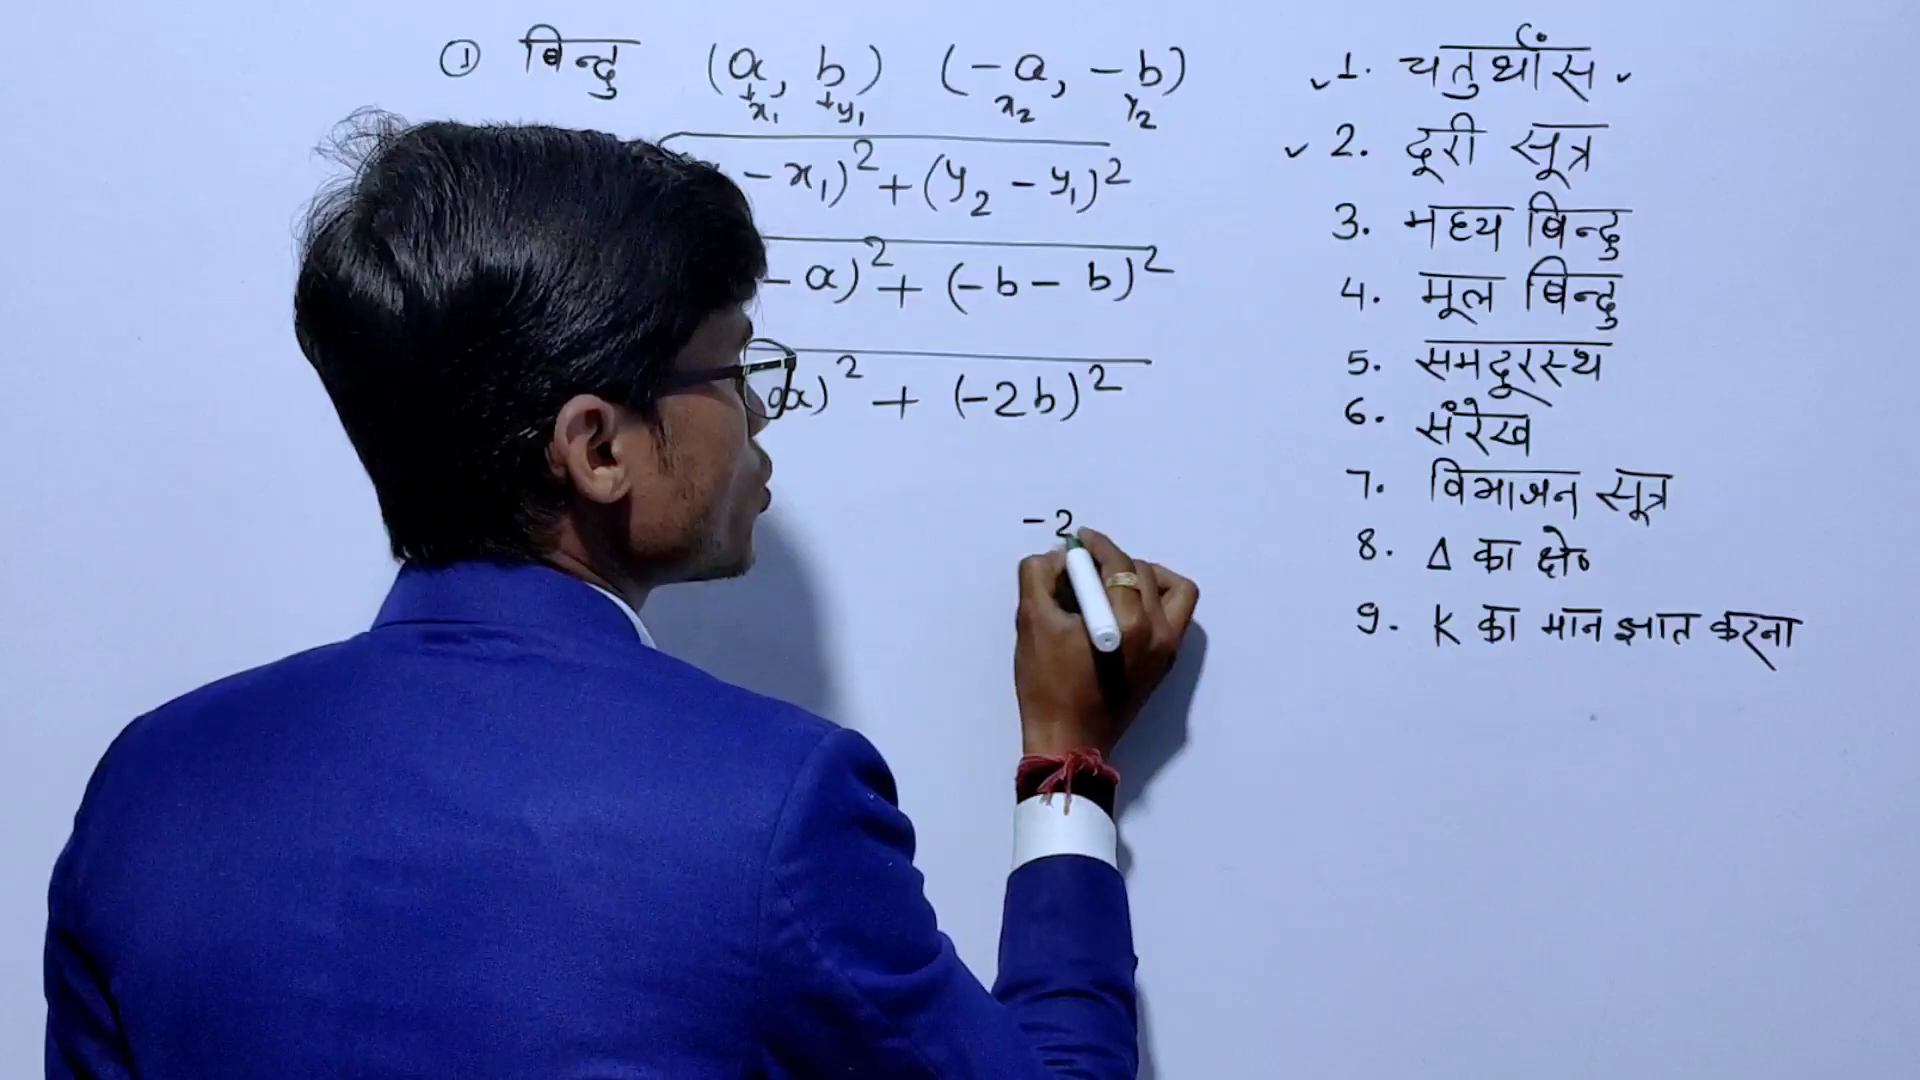 ① बिन्दु (a, b) (-a, -b)
x₁ y₁ x₂ y₂
- x₁)² + (y₂ - y₁)²
- a)² + (-b - b)²
a)² + (-2b)²
-2
1. चतुर्थांस
2. दूरी सूत्र
3. मध्य बिन्दु
4. मूल बिन्दु
5. समदूरस्थ
6. संरेख
7. विभाजन सूत्र
8. Δ का क्षे०
9. K का मान ज्ञात करना